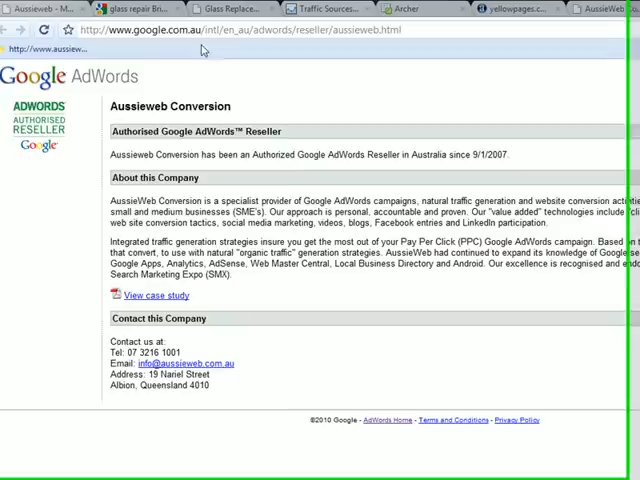 Aussieweb - M...
glass repair Bri...
Glass Replace...
Traffic Sources...
Archer
yellowpages.c...
AussieWeb Co
http://www.google.com.au/intl/en_au/adwords/reseller/aussieweb.html
http://www.aussiew...
Google AdWords
ADWORDS
AUTHORISED
RESELLER
Google
Aussieweb Conversion
Authorised Google AdWords™ Reseller
Aussieweb Conversion has been an Authorized Google AdWords Reseller in Australia since 9/1/2007.
About this Company
AussieWeb Conversion is a specialist provider of Google AdWords campaigns, natural traffic generation and website conversion
small and medium businesses (SME's). Our approach is personal, accountable and proven. Our "value added" technologies include
web site conversion tactics, social media marketing, videos, blogs, Facebook entries and LinkedIn participation.
Integrated traffic generation strategies insure you get the most out of your Pay Per Click (PPC) Google AdWords campaign. Based on
that convert, to use with natural "organic traffic" generation strategies. AussieWeb had continued to expand its knowledge of Google
Google Apps, Analytics, AdSense, Web Master Central, Local Business Directory and Android. Our excellence is recognised and
Search Marketing Expo (SMX).
View case study
Contact this Company
Contact us at:
Tel: 07 3216 1001
Email: info@aussieweb.com.au
Address: 19 Nariel Street
Albion, Queensland 4010
©2010 Google - AdWords Home - Terms and Conditions - Privacy Policy